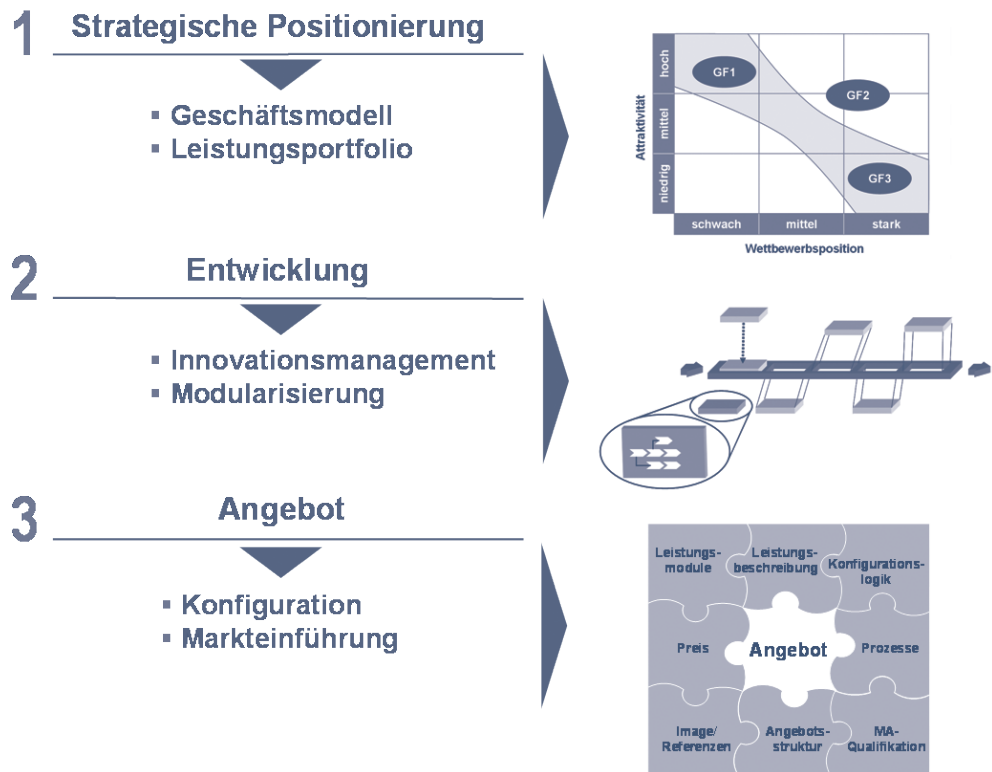 1 Strategische Positionierung
▪ Geschäftsmodell
▪ Leistungsportfolio
Attraktivität
hoch
mittel
niedrig
GF1
GF2
GF3
schwach mittel stark
Wettbewerbsposition
2 Entwicklung
▪ Innovationsmanagement
▪ Modularisierung
3 Angebot
▪ Konfiguration
▪ Markteinführung
Leistungs-
module
Leistungs-
beschreibung
Konfigurations-
logik
Preis
Angebot
Prozesse
Image/
Referenzen
Angebots-
struktur
MA-
Qualifikation